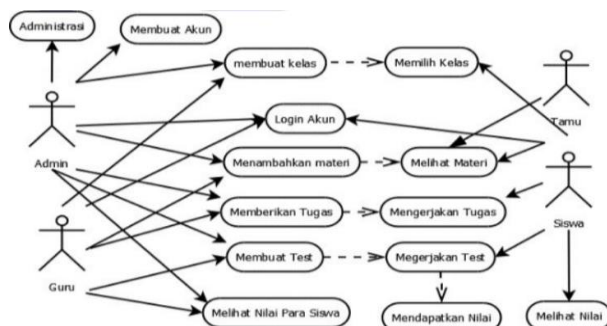 Administrasi
Membuat Akun
membuat kelas
Memilih Kelas
Tamu
Login Akun
Admin
Menambahkan materi
Melihat Materi
Memberikan Tugas
Mengerjakan Tugas
Siswa
Membuat Test
Megerjakan Test
Guru
Melihat Nilai Para Siswa
Mendapatkan Nilai
Melihat Nilai